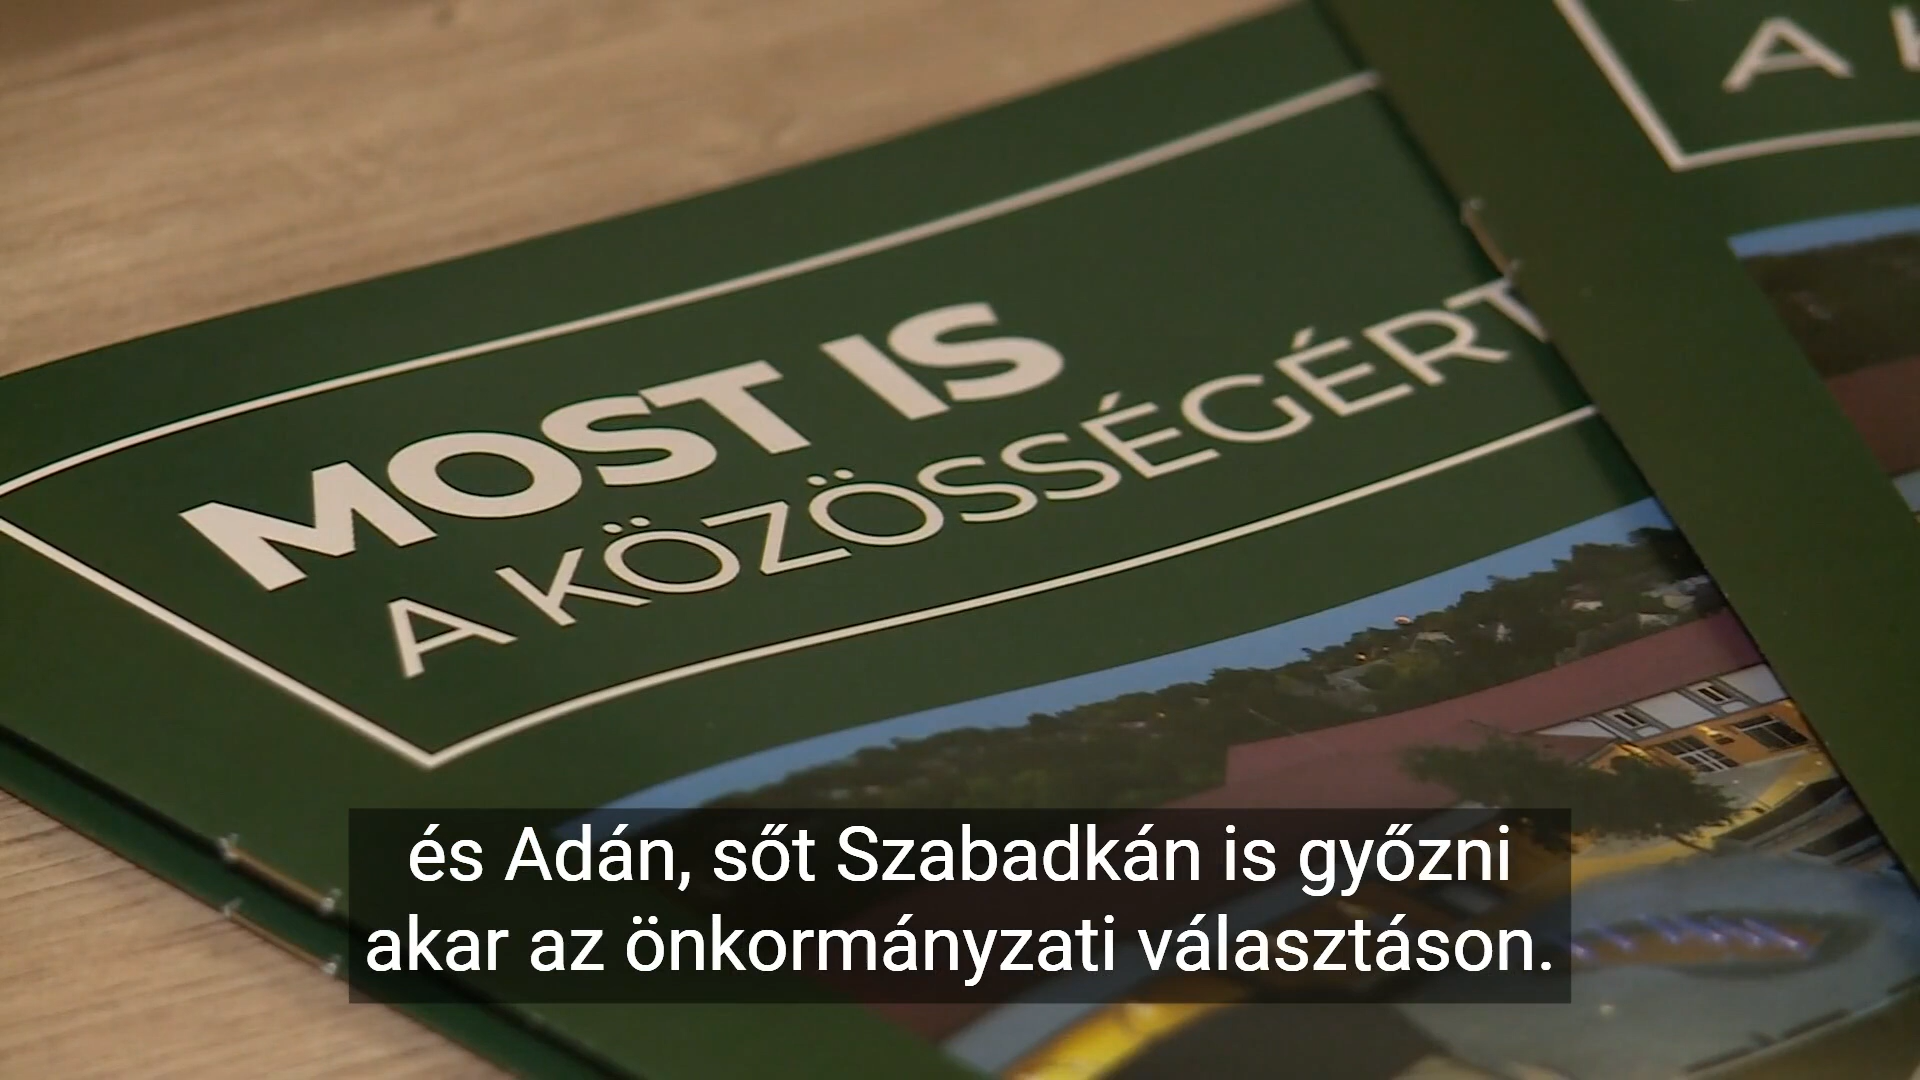 MOST IS
A KÖZÖSSÉGÉRT
A
és Adán, sőt Szabadkán is győzni
akar az önkormányzati választáson.